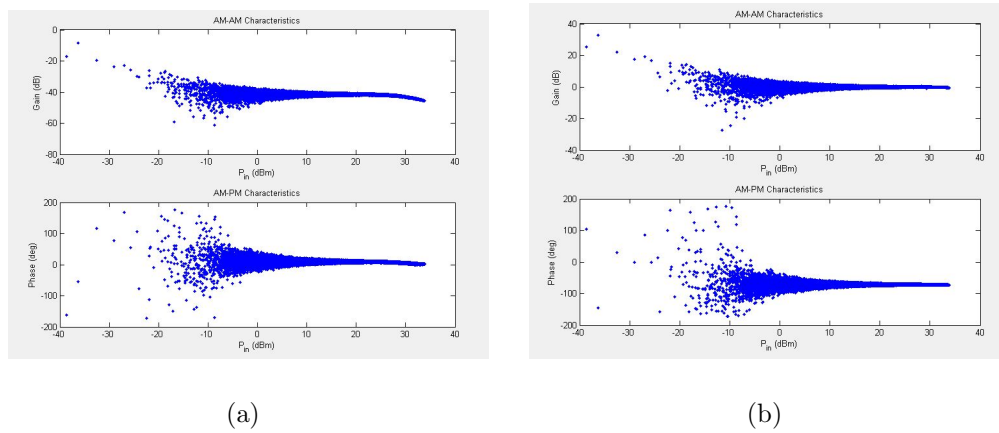 AM-AM Characteristics
0
-20
-40
-60
-80
Gain (dB)
-40 -30 -20 -10 0 10 20 30 40
P_in (dBm)
AM-PM Characteristics
200
100
0
-100
-200
Phase (deg)
-40 -30 -20 -10 0 10 20 30 40
P_in (dBm)
(a)
AM-AM Characteristics
40
20
0
-20
-40
Gain (dB)
-40 -30 -20 -10 0 10 20 30 40
P_in (dBm)
AM-PM Characteristics
200
100
0
-100
-200
Phase (deg)
-40 -30 -20 -10 0 10 20 30 40
P_in (dBm)
(b)